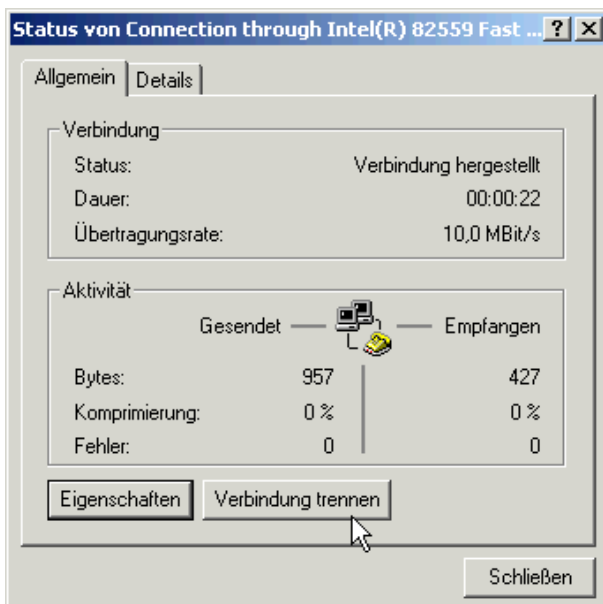 Status von Connection through Intel(R) 82559 Fast ...
Allgemein Details
Verbindung
Status: Verbindung hergestellt
Dauer: 00:00:22
Übertragungsrate: 10,0 MBit/s
Aktivität
Gesendet Empfangen
Bytes: 957 427
Komprimierung: 0 % 0 %
Fehler: 0 0
Eigenschaften Verbindung trennen
Schließen